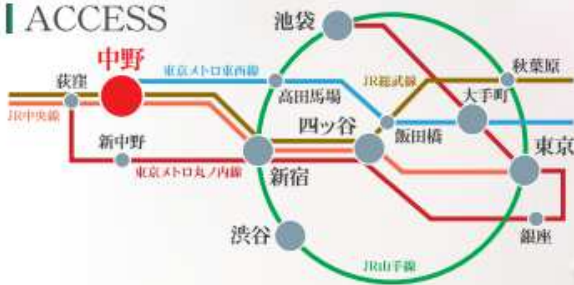 ACCESS
池袋
中野
秋葉原
東京メトロ東西線
JR総武線
荻窪
高田馬場
大手町
JR中央線
四ッ谷
飯田橋
新中野
東京
東京メトロ丸ノ内線
新宿
渋谷
銀座
JR山手線